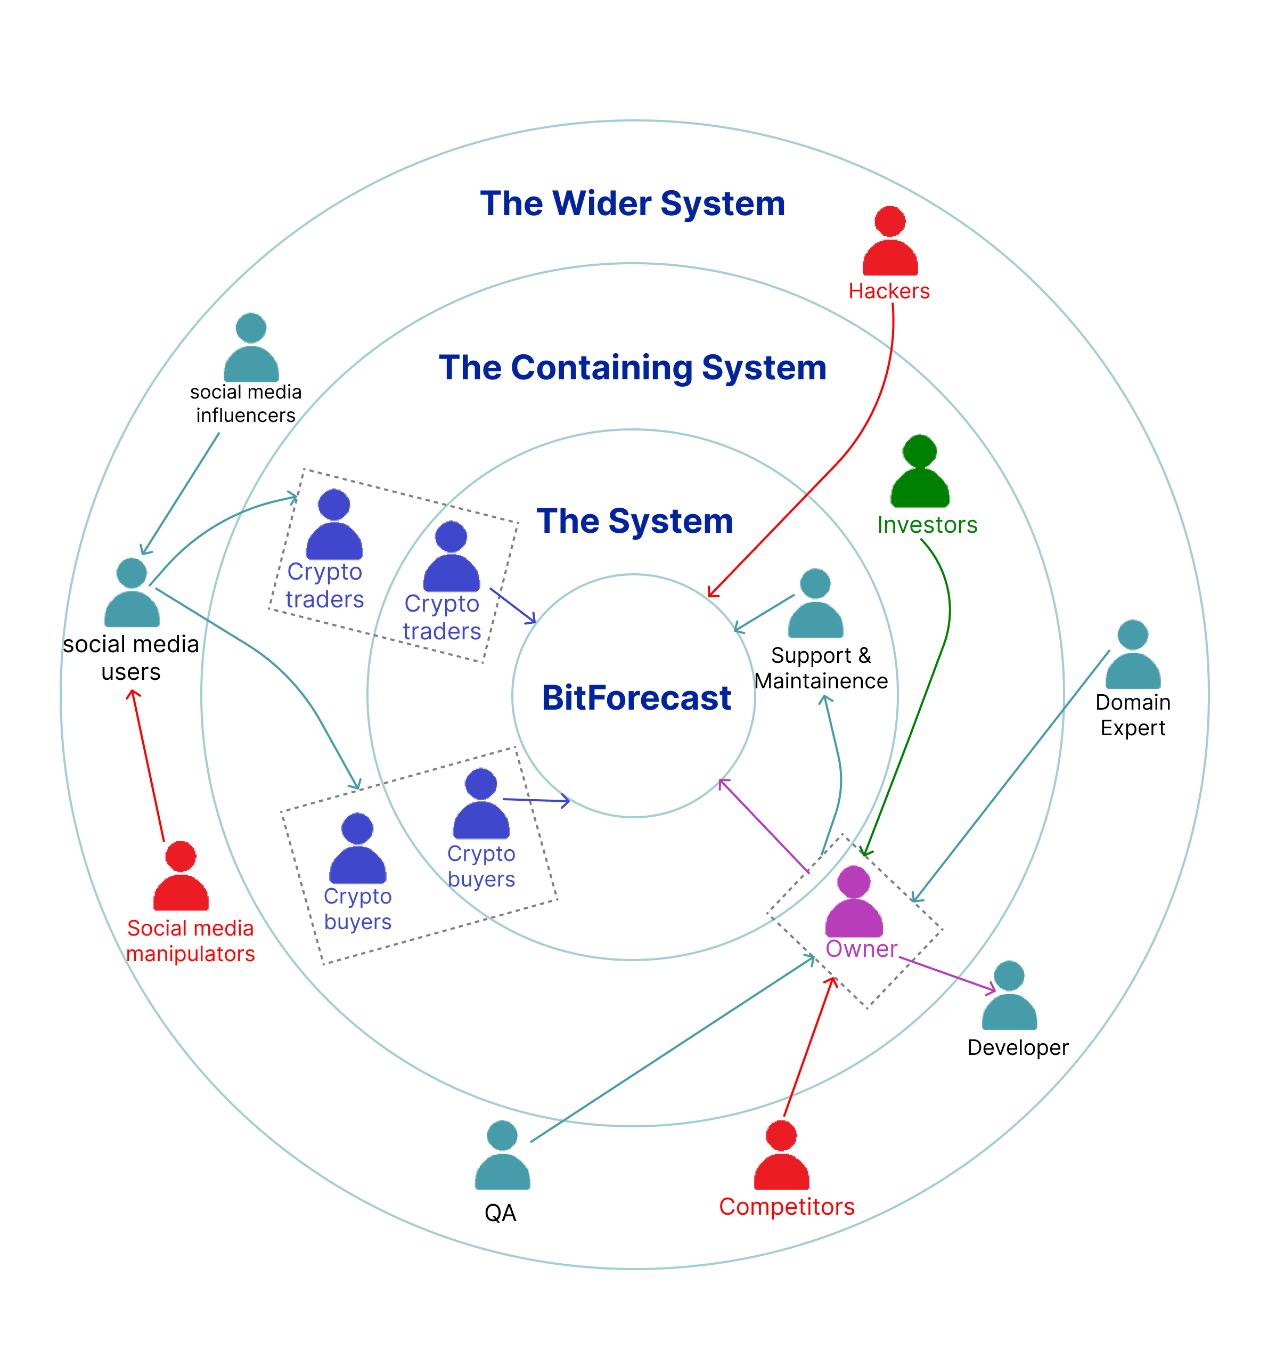 The Wider System
Hackers
The Containing System
social media
influencers
The System
Investors
Crypto
traders
Crypto
traders
social media
users
Support &
Maintainence
BitForecast
Domain
Expert
Crypto
buyers
Crypto
buyers
Social media
manipulators
Owner
Developer
QA
Competitors